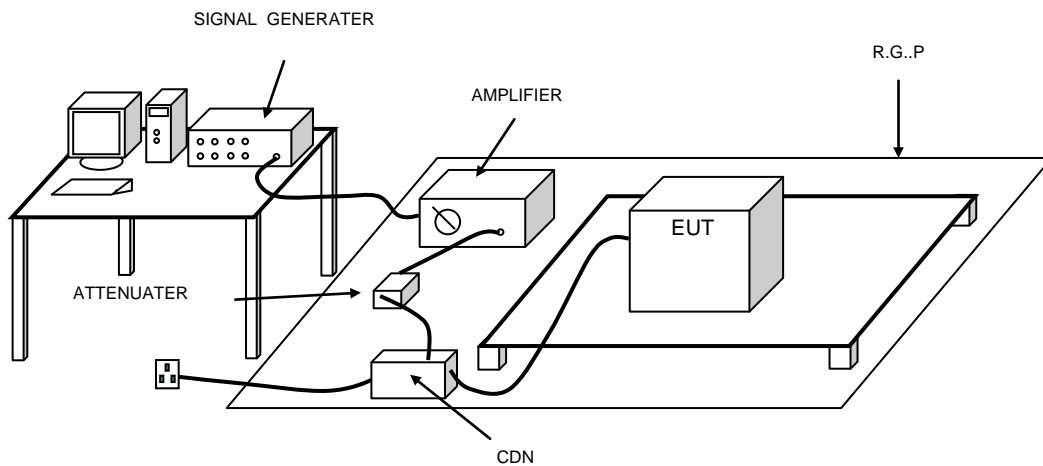 SIGNAL GENERATER
R.G..P
AMPLIFIER
EUT
ATTENUATER
CDN